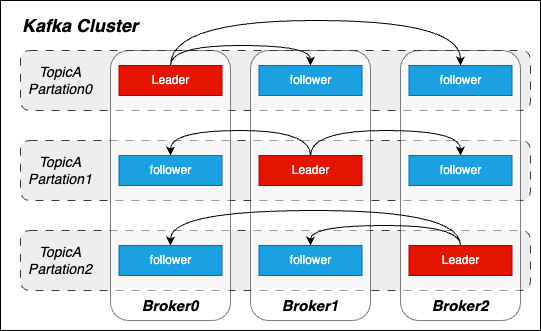 Kafka Cluster
TopicA
Partation0
Leader
follower
follower
TopicA
Partation1
follower
Leader
follower
TopicA
Partation2
follower
follower
Leader
Broker0
Broker1
Broker2